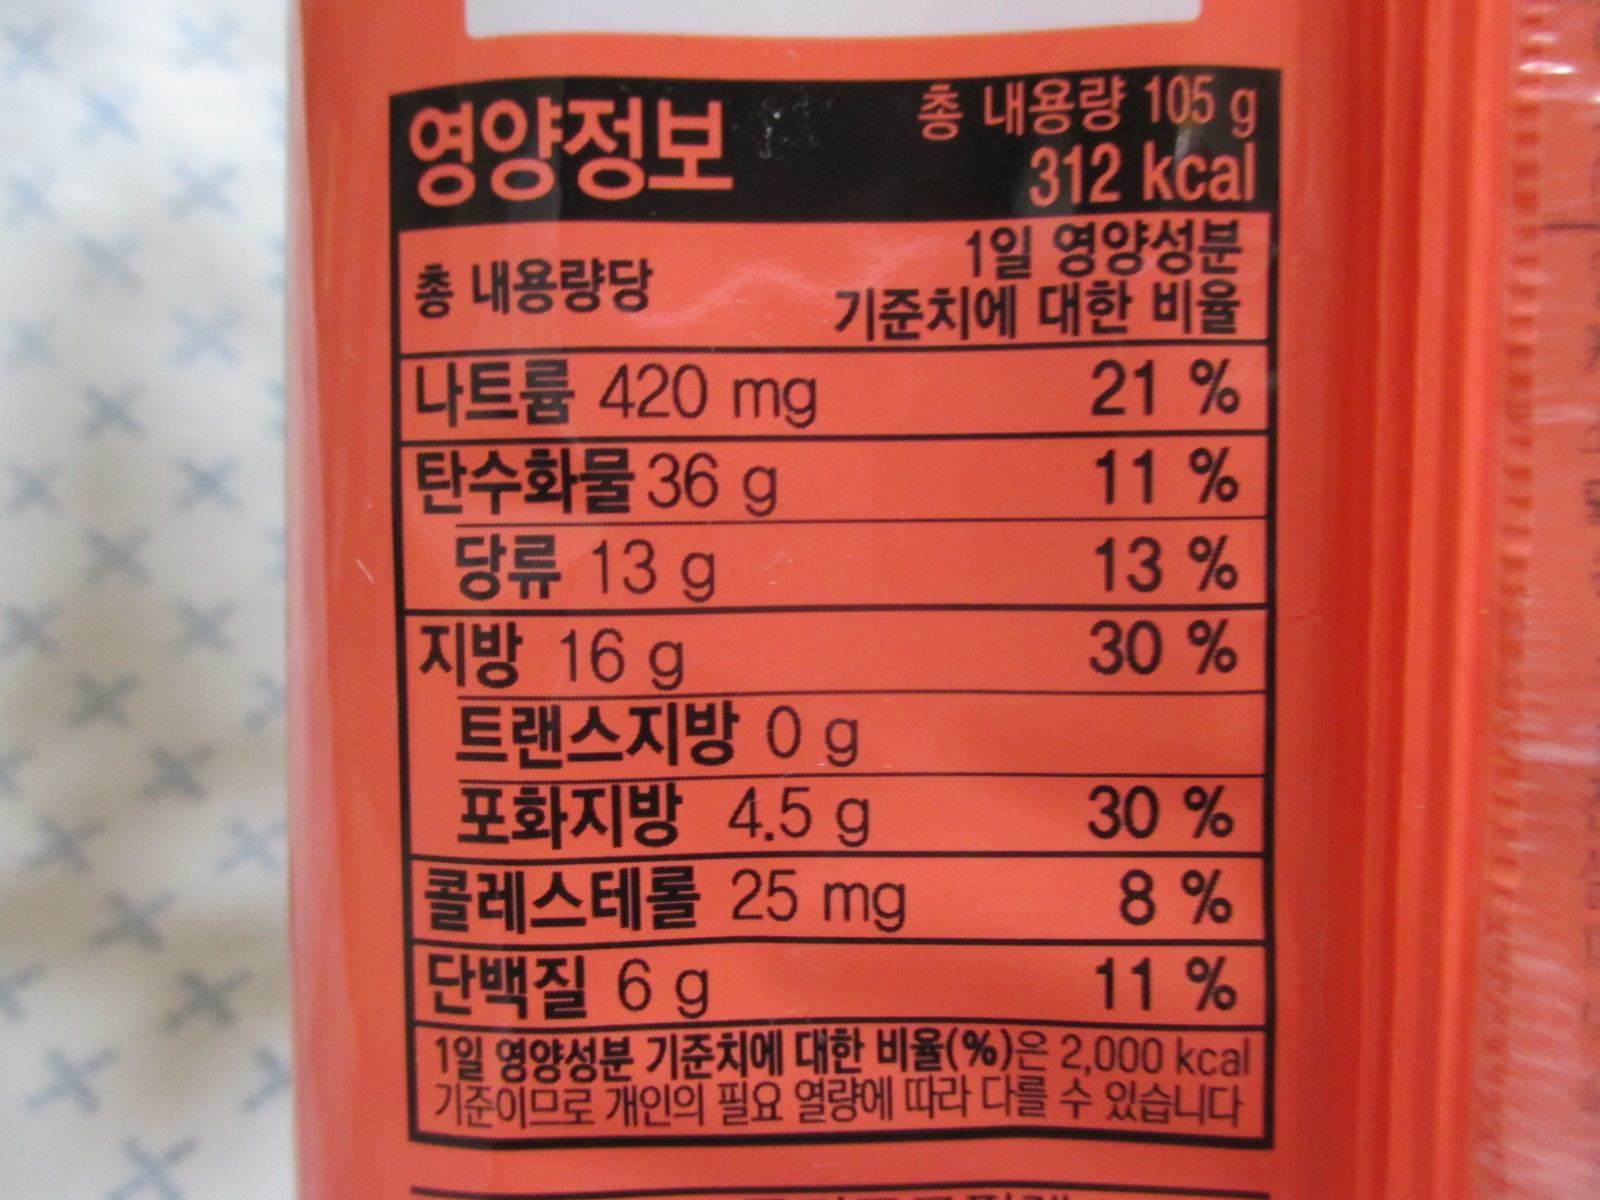 영양정보
총 내용량 105 g
312 kcal
총 내용량당
1일 영양성분
기준치에 대한 비율
나트륨 420 mg 21 %
탄수화물 36 g 11 %
당류 13 g 13 %
지방 16 g 30 %
트랜스지방 0 g
포화지방 4.5 g 30 %
콜레스테롤 25 mg 8 %
단백질 6 g 11 %
1일 영양성분 기준치에 대한 비율(%)은 2,000 kcal
기준이므로 개인의 필요 열량에 따라 다를 수 있습니다